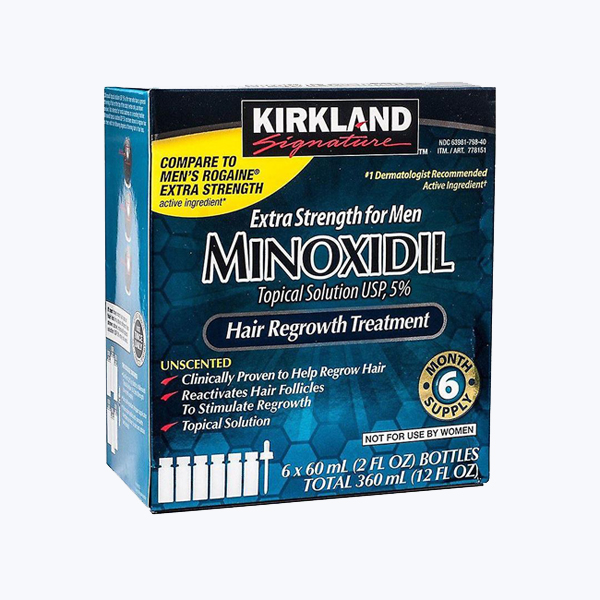 KIRKLAND
Signature™
NDC 63981-798-40
ITM. / ART. 778151
COMPARE TO
MEN'S ROGAINE®
EXTRA STRENGTH
active ingredient*
#1 Dermatologist Recommended
Active Ingredient†
Extra Strength for Men
MINOXIDIL
Topical Solution USP, 5%
Hair Regrowth Treatment
UNSCENTED
Clinically Proven to Help Regrow Hair
Reactivates Hair Follicles
To Stimulate Regrowth
Topical Solution
MONTH
6
SUPPLY
NOT FOR USE BY WOMEN
6 x 60 mL (2 FL OZ) BOTTLES
TOTAL 360 mL (12 FL OZ)